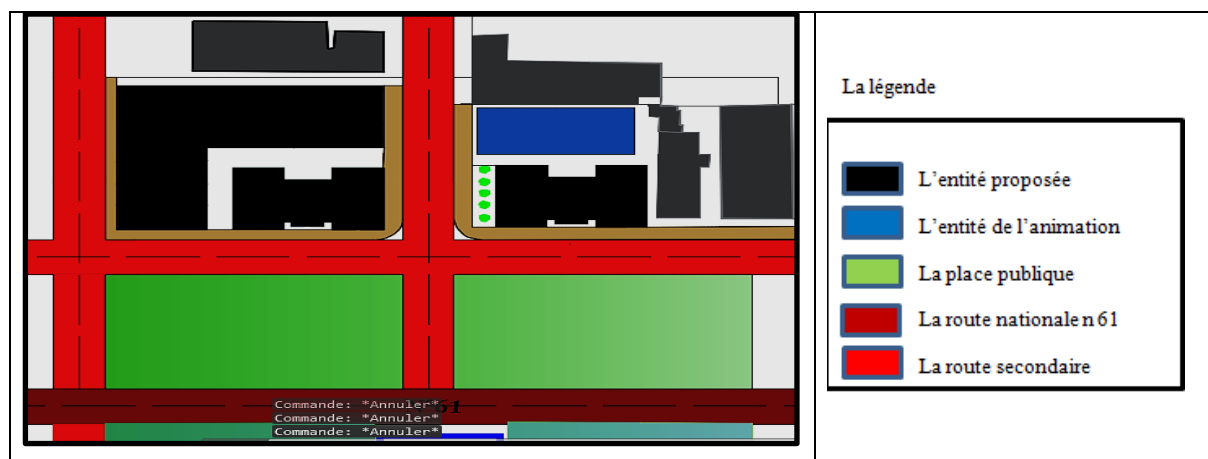 La légende
L'entité proposée
L'entité de l'animation
La place publique
La route nationale n 61
La route secondaire
Commande: *Annuler*
Commande: *Annuler*
Commande: *Annuler*